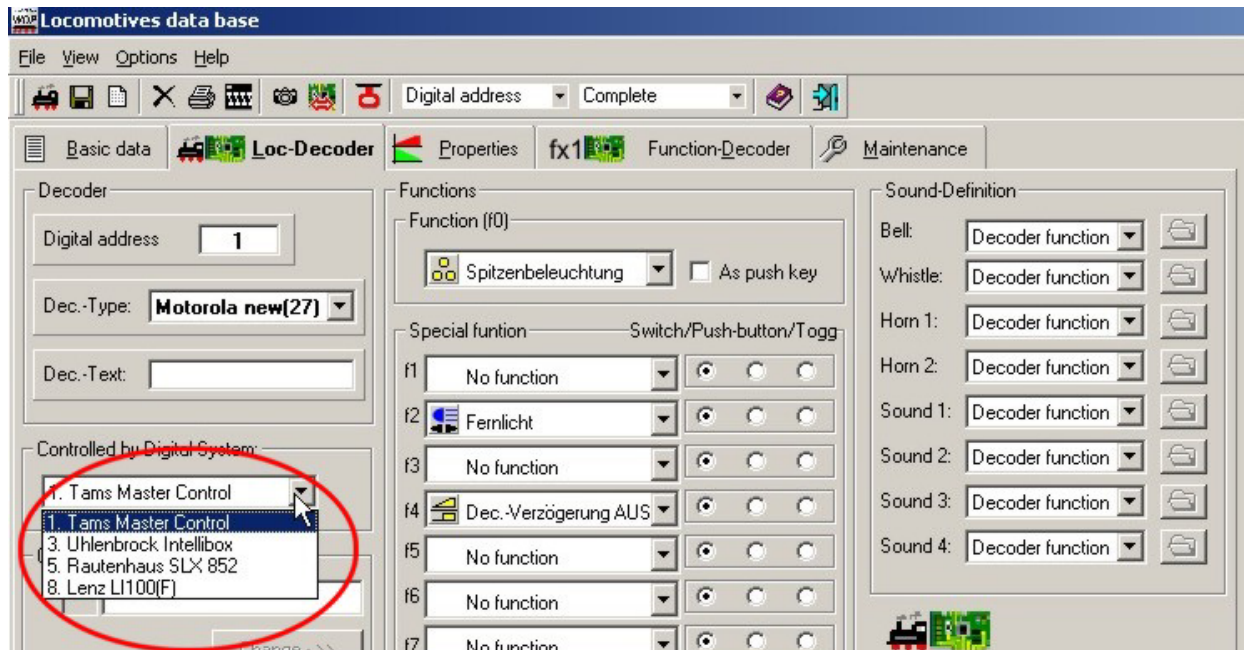 Locomotives data base
File View Options Help
Digital address Complete
Basic data Loc-Decoder Properties fx1 Function-Decoder Maintenance
Decoder
Digital address 1
Dec.-Type: Motorola new(27)
Dec.-Text:
Controlled by Digital System:
1. Tams Master Control
1. Tams Master Control
3. Uhlenbrock Intellibox
5. Rautenhaus SLX 852
8. Lenz LI100(F)
Change >>
Functions
Function (f0)
Spitzenbeleuchtung As push key
Special funtion Switch/Push-button/Togg
f1 No function
f2 Fernlicht
f3 No function
f4 Dec.-Verzögerung AUS
f5 No function
f6 No function
f7 No function
Sound-Definition
Bell: Decoder function
Whistle: Decoder function
Horn 1: Decoder function
Horn 2: Decoder function
Sound 1: Decoder function
Sound 2: Decoder function
Sound 3: Decoder function
Sound 4: Decoder function